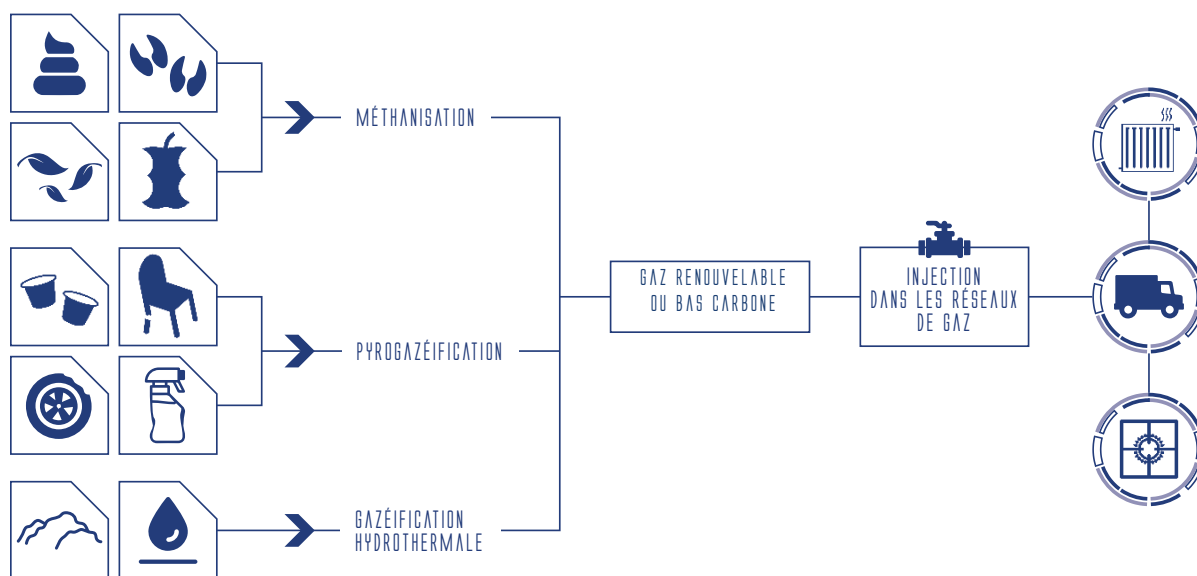 MÉTHANISATION
PYROGAZÉIFICATION
GAZÉIFICATION
HYDROTHERMALE
GAZ RENOUVELABLE
OU BAS CARBONE
INJECTION
DANS LES RÉSEAUX
DE GAZ